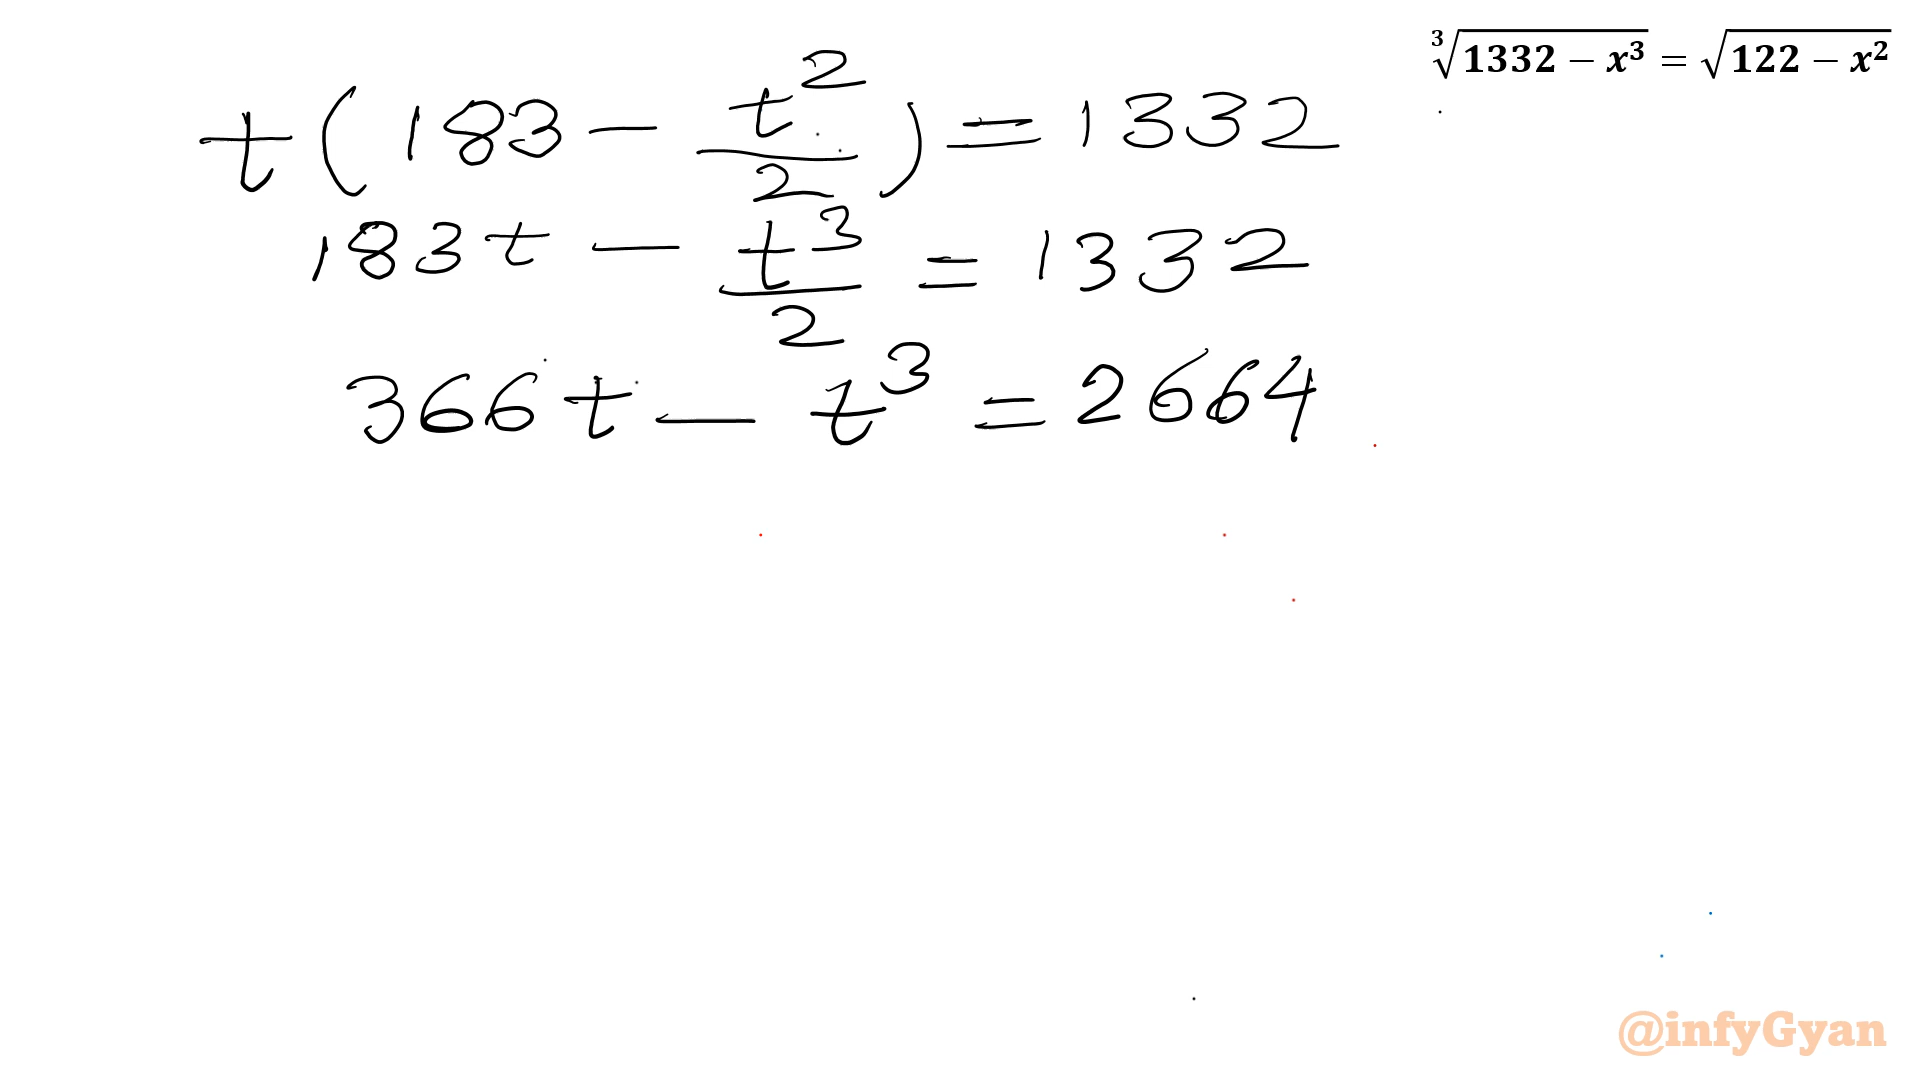 ∛(1332 − x³) = √(122 − x²)
t(183 − t²/2) = 1332
183t − t³/2 = 1332
366t − t³ = 2664
@infyGyan